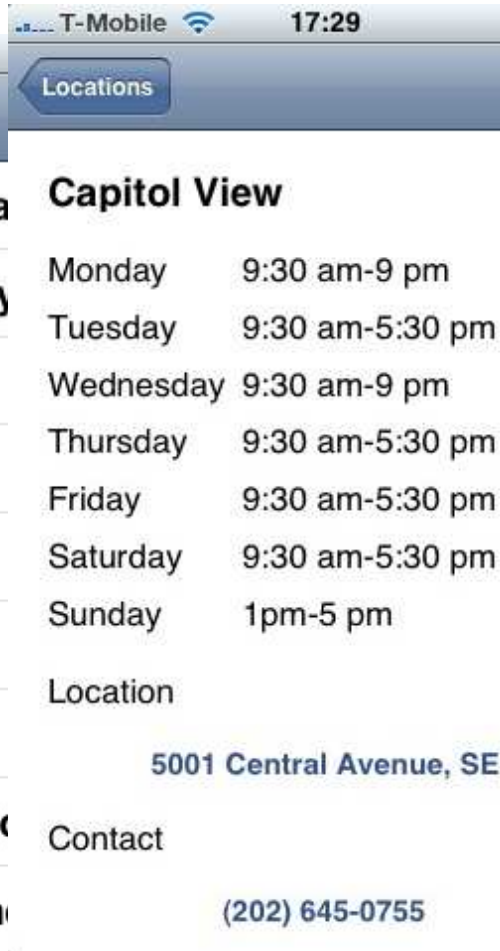 T-Mobile 17:29
Locations
Capitol View
Monday 9:30 am-9 pm
Tuesday 9:30 am-5:30 pm
Wednesday 9:30 am-9 pm
Thursday 9:30 am-5:30 pm
Friday 9:30 am-5:30 pm
Saturday 9:30 am-5:30 pm
Sunday 1pm-5 pm
Location
5001 Central Avenue, SE
Contact
(202) 645-0755